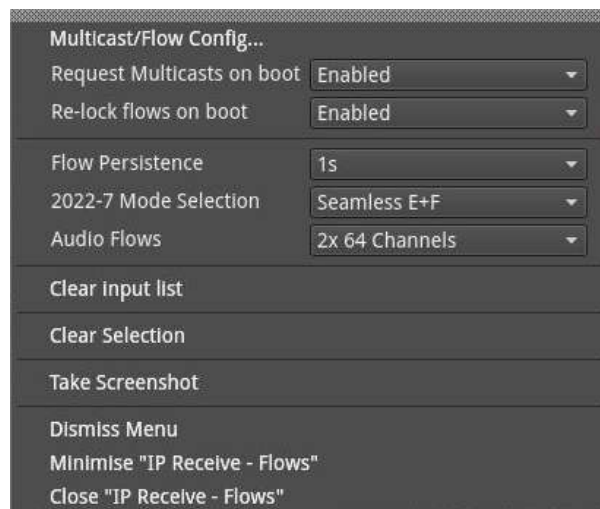 Multicast/Flow Config...
Request Multicasts on boot Enabled
Re-lock flows on boot Enabled
Flow Persistence 1s
2022-7 Mode Selection Seamless E+F
Audio Flows 2x 64 Channels
Clear input list
Clear Selection
Take Screenshot
Dismiss Menu
Minimise "IP Receive - Flows"
Close "IP Receive - Flows"